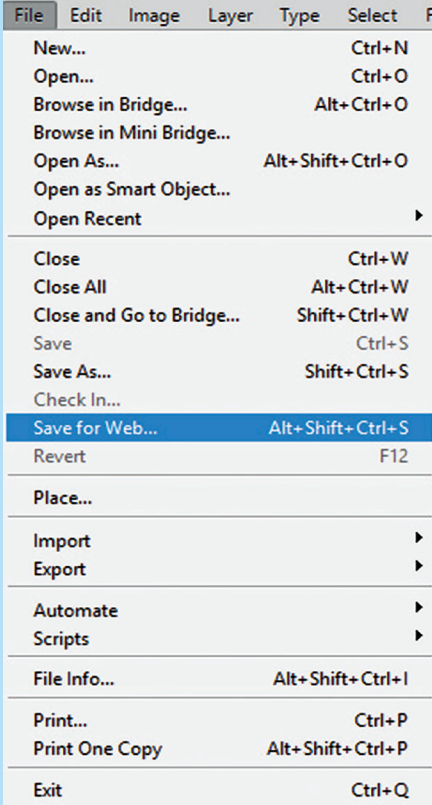 File Edit Image Layer Type Select
New... Ctrl+N
Open... Ctrl+O
Browse in Bridge... Alt+Ctrl+O
Browse in Mini Bridge...
Open As... Alt+Shift+Ctrl+O
Open as Smart Object...
Open Recent
Close Ctrl+W
Close All Alt+Ctrl+W
Close and Go to Bridge... Shift+Ctrl+W
Save Ctrl+S
Save As... Shift+Ctrl+S
Check In...
Save for Web... Alt+Shift+Ctrl+S
Revert F12
Place...
Import
Export
Automate
Scripts
File Info... Alt+Shift+Ctrl+I
Print... Ctrl+P
Print One Copy Alt+Shift+Ctrl+P
Exit Ctrl+Q